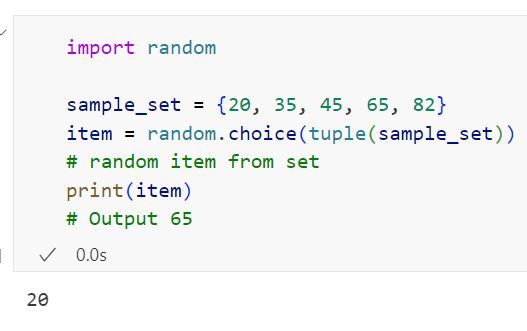 import random
sample_set = {20, 35, 45, 65, 82}
item = random.choice(tuple(sample_set))
# random item from set
print(item)
# Output 65
✓ 0.0s
20